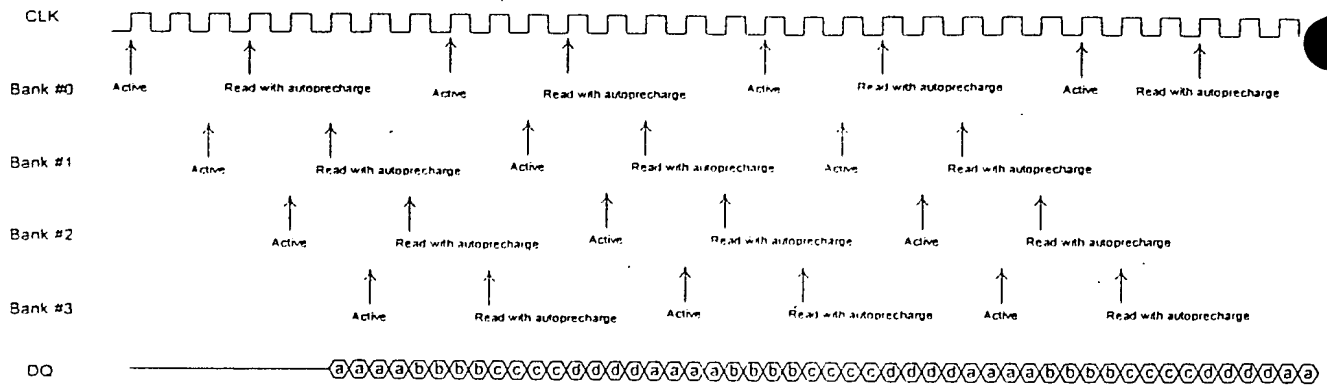 CLK
Bank #0 Active Read with autoprecharge Active Read with autoprecharge Active Read with autoprecharge Active Read with autoprecharge
Bank #1 Active Read with autoprecharge Active Read with autoprecharge Active Read with autoprecharge
Bank #2 Active Read with autoprecharge Active Read with autoprecharge Active Read with autoprecharge
Bank #3 Active Read with autoprecharge Active Read with autoprecharge Active Read with autoprecharge
DQ a a a a b b b b c c c c d d d d a a a a b b b b c c c c d d d d a a a a b b b b c c c c d d d d a a